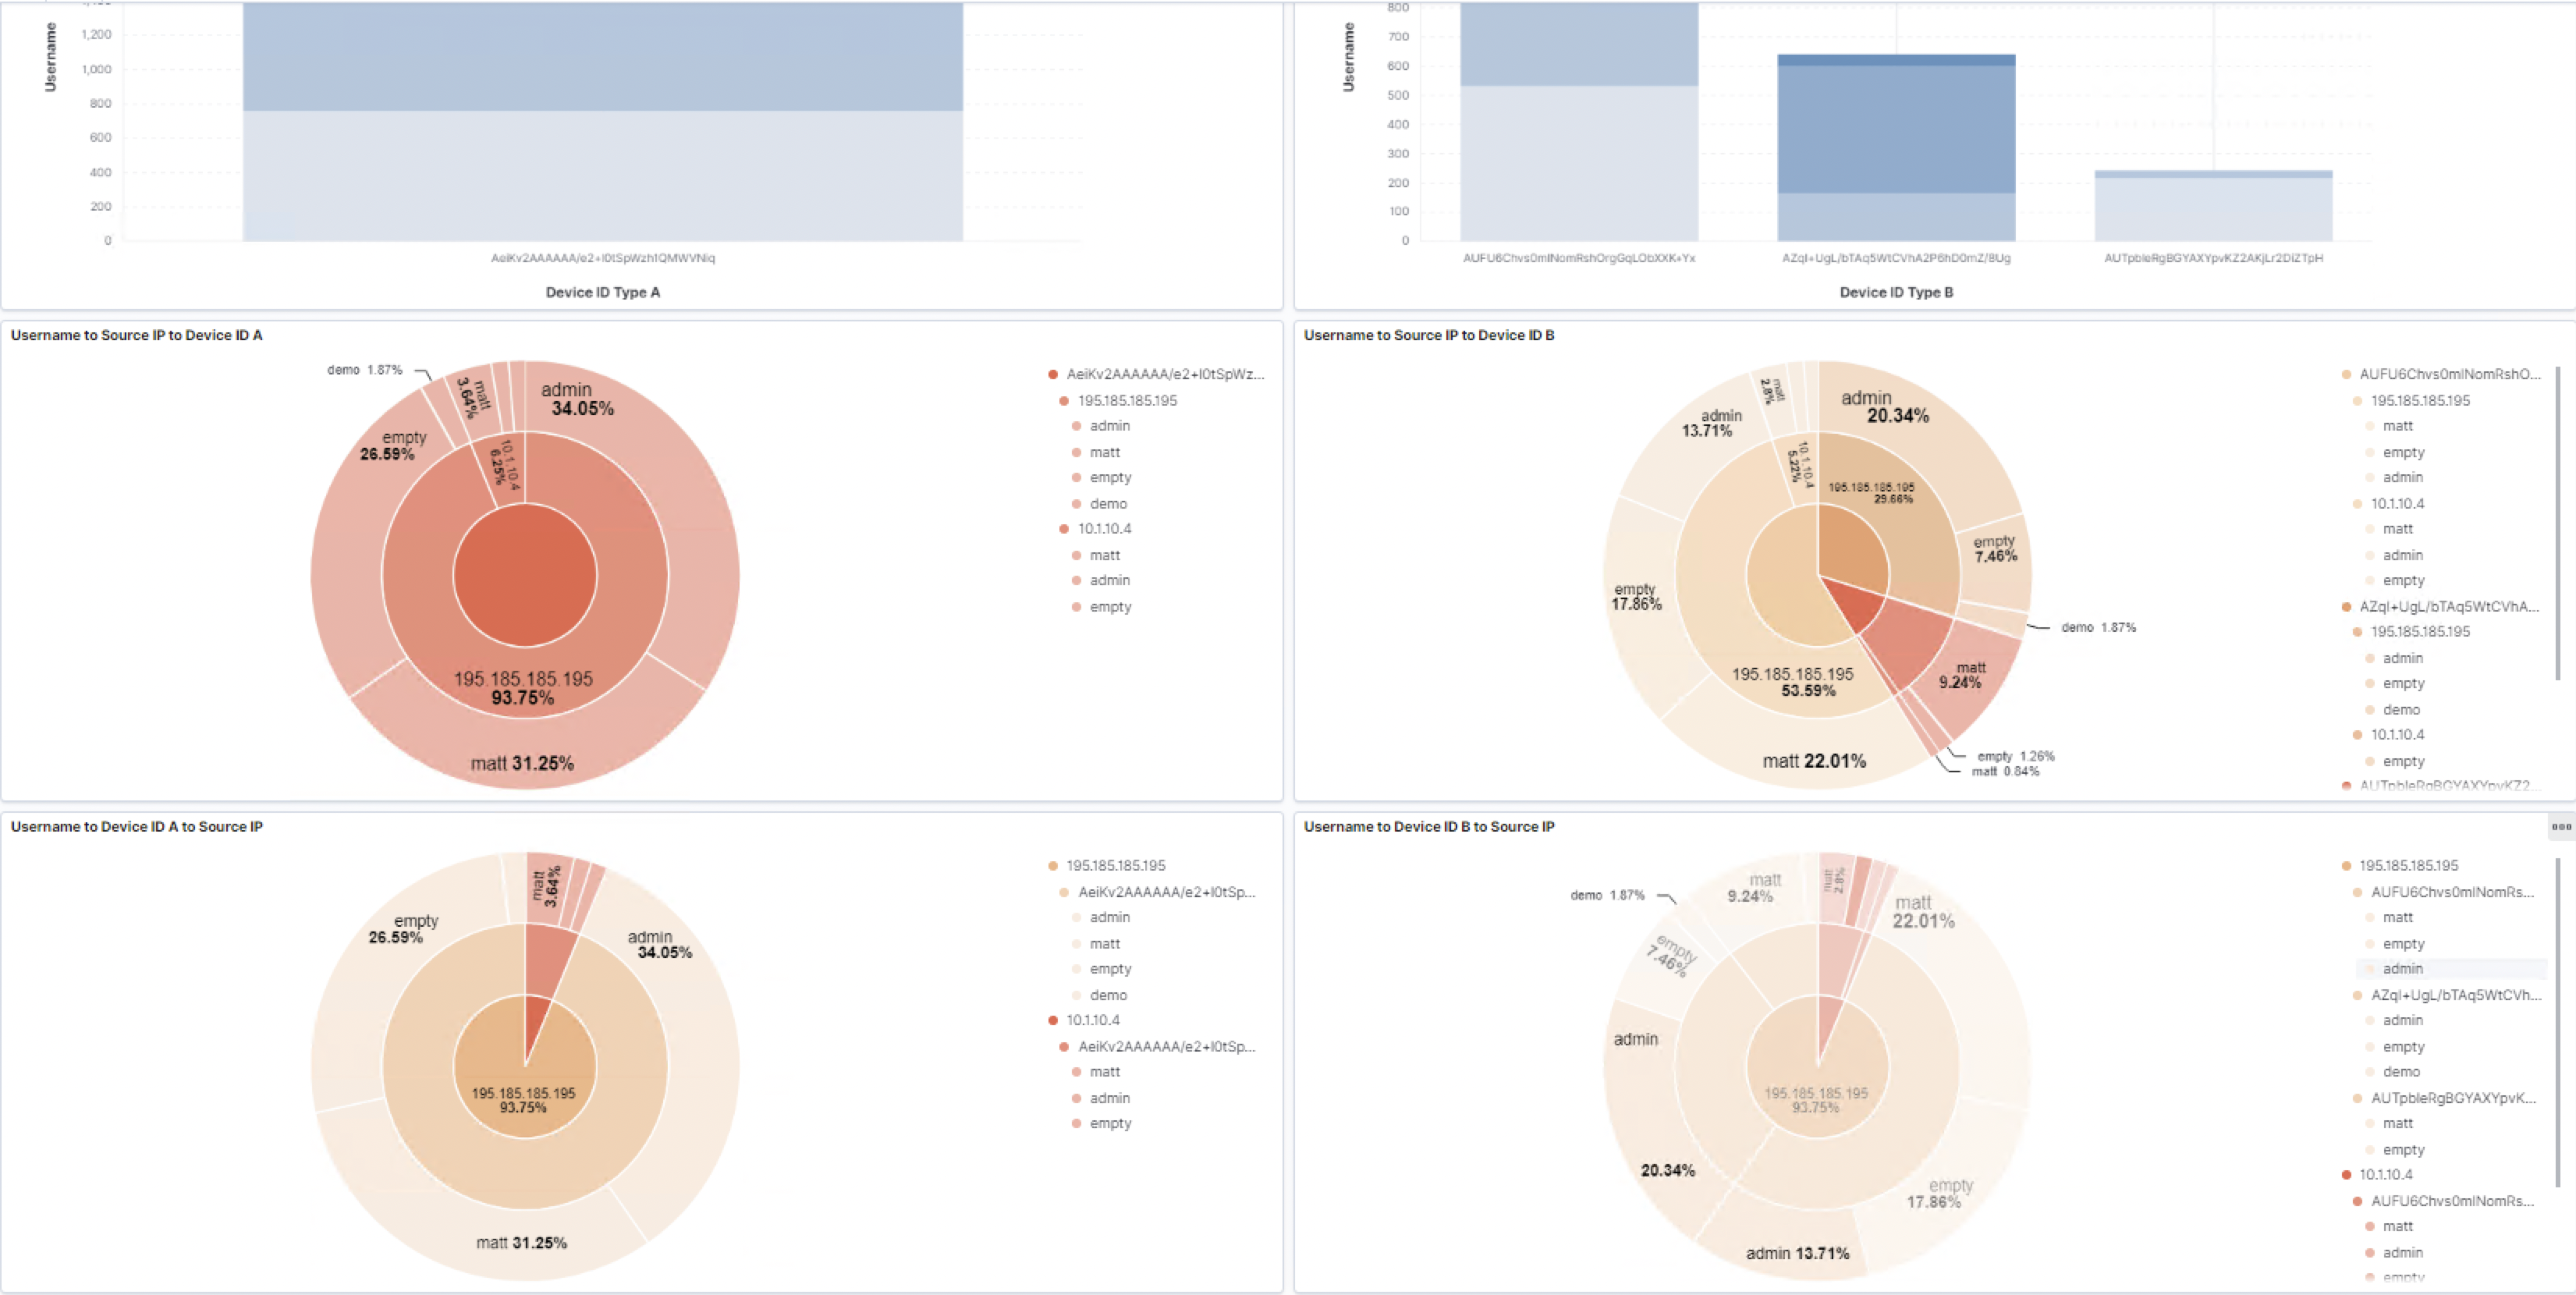 Username
1,200
1,000
800
600
400
200
0
AeiKv2AAAAAA/e2+I0tSpWzh1QMWVNiq
Device ID Type A
Username
800
700
600
500
400
300
200
100
0
AUFU6Chvs0mINomRshOrgGqLObXXK+Yx
AZqI+UgL/bTAq5WtCVhA2P6hD0mZ/8Ug
AUTpbleRgBGYAXYpvKZ2AKjLr2DIZTpH
Device ID Type B
Username to Source IP to Device ID A
demo 1.87%
matt
3.64%
admin
34.05%
empty
26.59%
10.1.10.4
6.25%
195.185.185.195
93.75%
matt 31.25%
AeiKv2AAAAAA/e2+I0tSpWz...
195.185.185.195
admin
matt
empty
demo
10.1.10.4
matt
admin
empty
Username to Source IP to Device ID B
matt
2.8%
admin
20.34%
admin
13.71%
10.1.10.4
5.22%
195.185.185.195
29.66%
empty
7.46%
empty
17.86%
demo 1.87%
matt
9.24%
195.185.185.195
53.59%
empty 1.26%
matt 0.84%
matt 22.01%
AUFU6Chvs0mINomRshO...
195.185.185.195
matt
empty
admin
10.1.10.4
matt
admin
empty
AZqI+UgL/bTAq5WtCVhA...
195.185.185.195
admin
empty
demo
10.1.10.4
empty
AUTpbleRgBGYAXYpvKZ2...
Username to Device ID A to Source IP
matt
3.64%
empty
26.59%
admin
34.05%
195.185.185.195
93.75%
matt 31.25%
195.185.185.195
AeiKv2AAAAAA/e2+I0tSp...
admin
matt
empty
demo
10.1.10.4
AeiKv2AAAAAA/e2+I0tSp...
matt
admin
empty
Username to Device ID B to Source IP
demo 1.87%
matt
9.24%
matt
2.8%
matt
22.01%
empty
7.46%
admin
20.34%
195.185.185.195
93.75%
empty
17.86%
admin 13.71%
195.185.185.195
AUFU6Chvs0mINomRs...
matt
empty
admin
AZqI+UgL/bTAq5WtCVh...
admin
empty
demo
AUTpbleRgBGYAXYpvK...
matt
empty
10.1.10.4
AUFU6Chvs0mINomRs...
matt
admin
empty